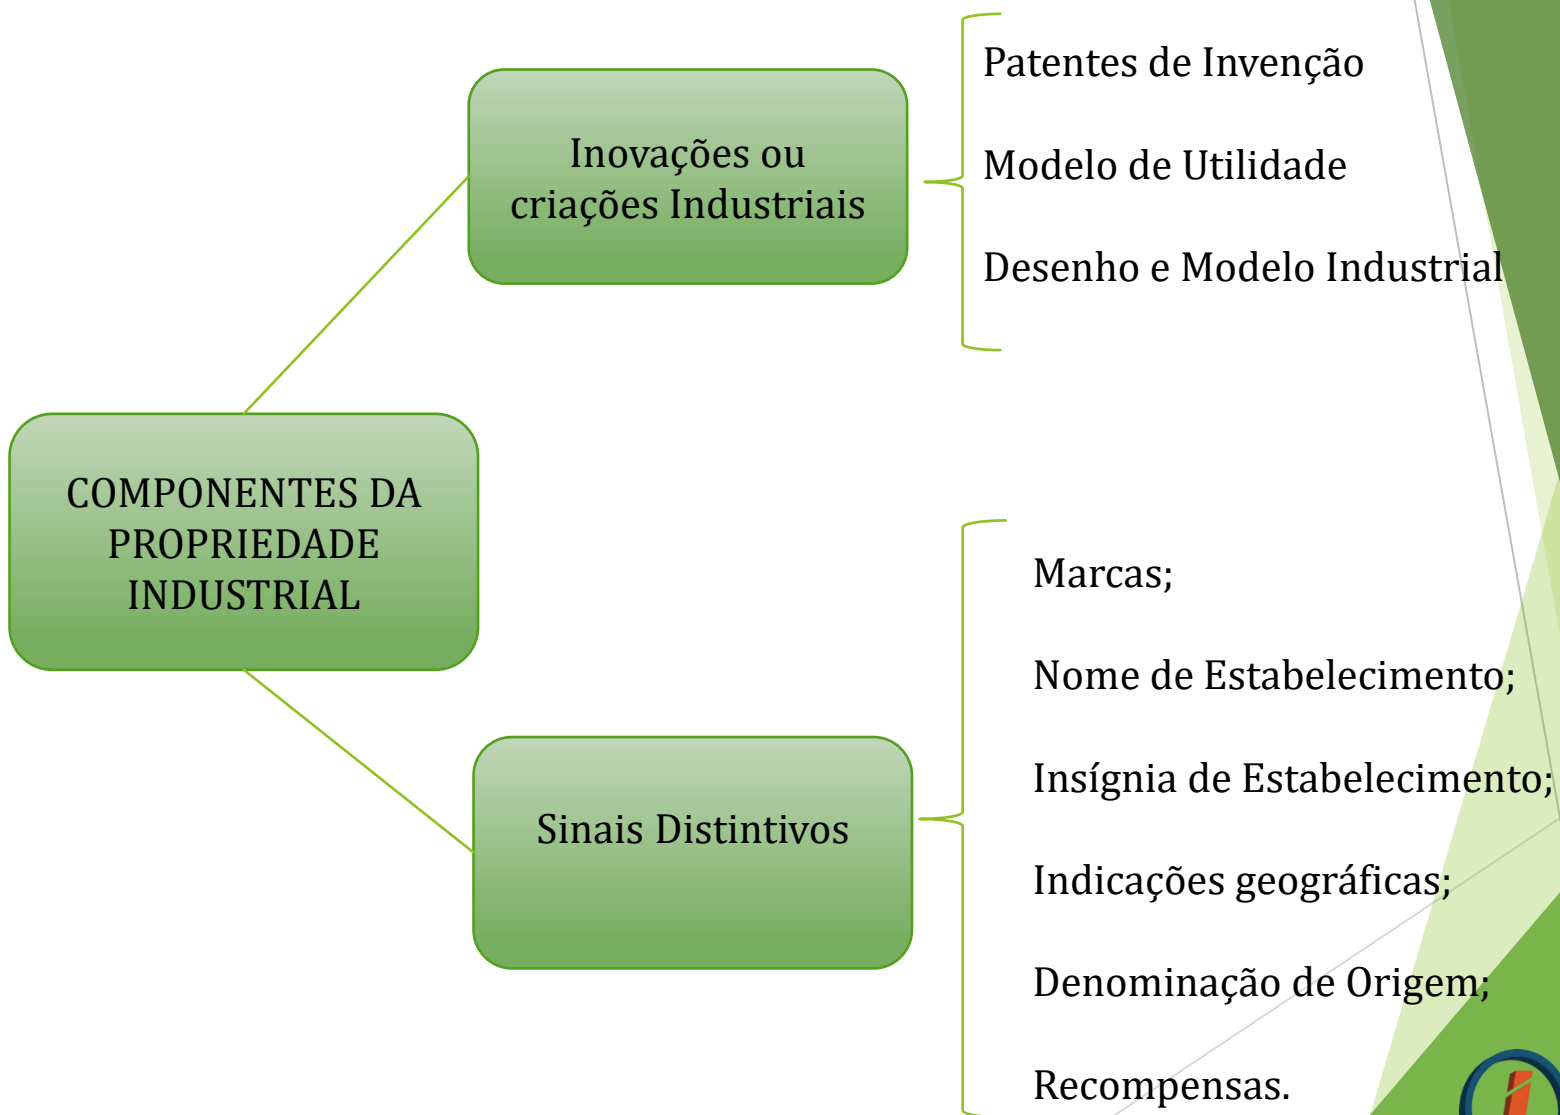 COMPONENTES DA
PROPRIEDADE
INDUSTRIAL
Inovações ou
criações Industriais
Patentes de Invenção
Modelo de Utilidade
Desenho e Modelo Industrial
Sinais Distintivos
Marcas;
Nome de Estabelecimento;
Insígnia de Estabelecimento;
Indicações geográficas;
Denominação de Origem;
Recompensas.